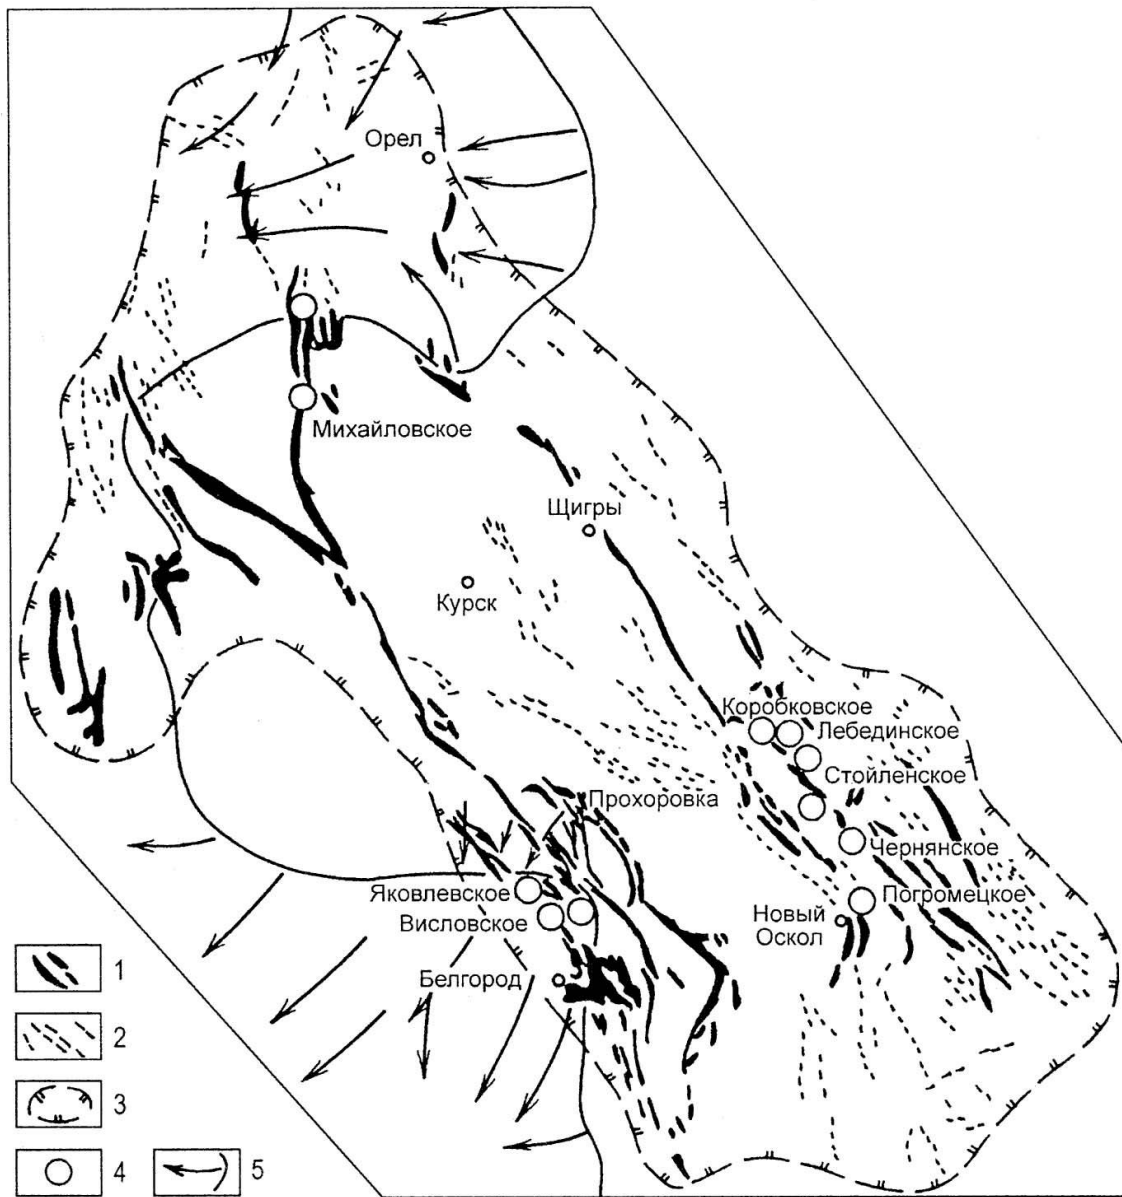 Орел
Михайловское
Щигры
Курск
Коробковское
Лебединское
Стойленское
Прохоровка
Чернянское
Яковлевское
Погромецкое
Висловское
Новый
Оскол
Белгород
1
2
3
4
5